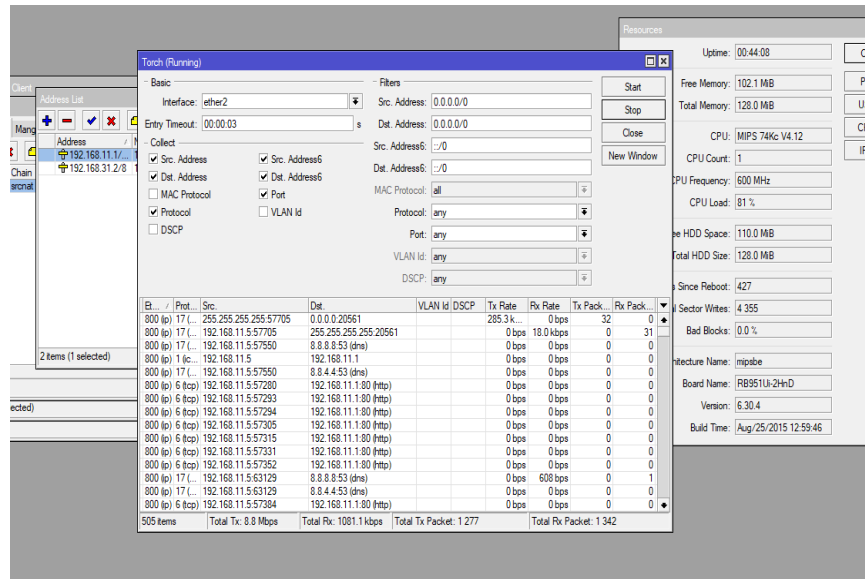 Resources
Uptime: 00:44:08
Free Memory: 102.1 MiB
Total Memory: 128.0 MiB
CPU: MIPS 74Kc V4.12
CPU Count: 1
CPU Frequency: 600 MHz
CPU Load: 81 %
HDD Space: 110.0 MiB
Total HDD Size: 128.0 MiB
Since Reboot: 427
Sector Writes: 4 355
Bad Blocks: 0.0 %
Name: mipsbe
Board Name: RB951Ui-2HnD
Version: 6.30.4
Build Time: Aug/25/2015 12:59:46
Client
Mang
Chain
srcnat
Address List
Address
192.168.11.1/...
192.168.31.2/8
2 items (1 selected)
Torch (Running)
Basic
Interface: ether2
Entry Timeout: 00:00:03 s
Collect
Src. Address Src. Address6
Dst. Address Dst. Address6
MAC Protocol Port
Protocol VLAN Id
DSCP
Filters
Src. Address: 0.0.0.0/0
Dst. Address: 0.0.0.0/0
Src. Address6: ::/0
Dst. Address6: ::/0
MAC Protocol: all
Protocol: any
Port: any
VLAN Id: any
DSCP: any
Start
Stop
Close
New Window
Et... Prot... Src. Dst. VLAN Id DSCP Tx Rate Rx Rate Tx Pack... Rx Pack...
800 (ip) 17 (... 255.255.255.255:57705 0.0.0.0:20561 285.3 k... 0 bps 32 0
800 (ip) 17 (... 192.168.11.5:57705 255.255.255.255:20561 0 bps 18.0 kbps 0 31
800 (ip) 17 (... 192.168.11.5:57550 8.8.8.8:53 (dns) 0 bps 0 bps 0 0
800 (ip) 1 (ic... 192.168.11.5 192.168.11.1 0 bps 0 bps 0 0
800 (ip) 17 (... 192.168.11.5:57550 8.8.4.4:53 (dns) 0 bps 0 bps 0 0
800 (ip) 6 (tcp) 192.168.11.5:57280 192.168.11.1:80 (http) 0 bps 0 bps 0 0
800 (ip) 6 (tcp) 192.168.11.5:57293 192.168.11.1:80 (http) 0 bps 0 bps 0 0
800 (ip) 6 (tcp) 192.168.11.5:57294 192.168.11.1:80 (http) 0 bps 0 bps 0 0
800 (ip) 6 (tcp) 192.168.11.5:57305 192.168.11.1:80 (http) 0 bps 0 bps 0 0
800 (ip) 6 (tcp) 192.168.11.5:57315 192.168.11.1:80 (http) 0 bps 0 bps 0 0
800 (ip) 6 (tcp) 192.168.11.5:57331 192.168.11.1:80 (http) 0 bps 0 bps 0 0
800 (ip) 6 (tcp) 192.168.11.5:57352 192.168.11.1:80 (http) 0 bps 0 bps 0 0
800 (ip) 17 (... 192.168.11.5:63129 8.8.8.8:53 (dns) 0 bps 608 bps 0 1
800 (ip) 17 (... 192.168.11.5:63129 8.8.4.4:53 (dns) 0 bps 0 bps 0 0
800 (ip) 6 (tcp) 192.168.11.5:57384 192.168.11.1:80 (http) 0 bps 0 bps 0 0
505 items Total Tx: 8.8 Mbps Total Rx: 1081.1 kbps Total Tx Packet: 1 277 Total Rx Packet: 1 342